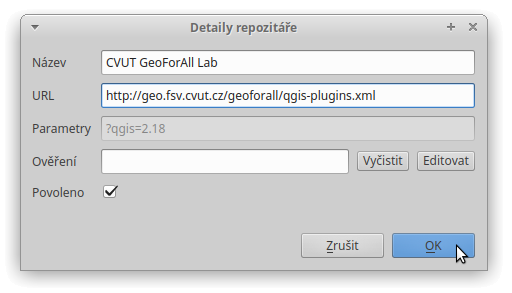 Detaily repozitáře
Název CVUT GeoForAll Lab
URL http://geo.fsv.cvut.cz/geoforall/qgis-plugins.xml
Parametry ?qgis=2.18
Ověření Vyčistit Editovat
Povoleno
Zrušit OK